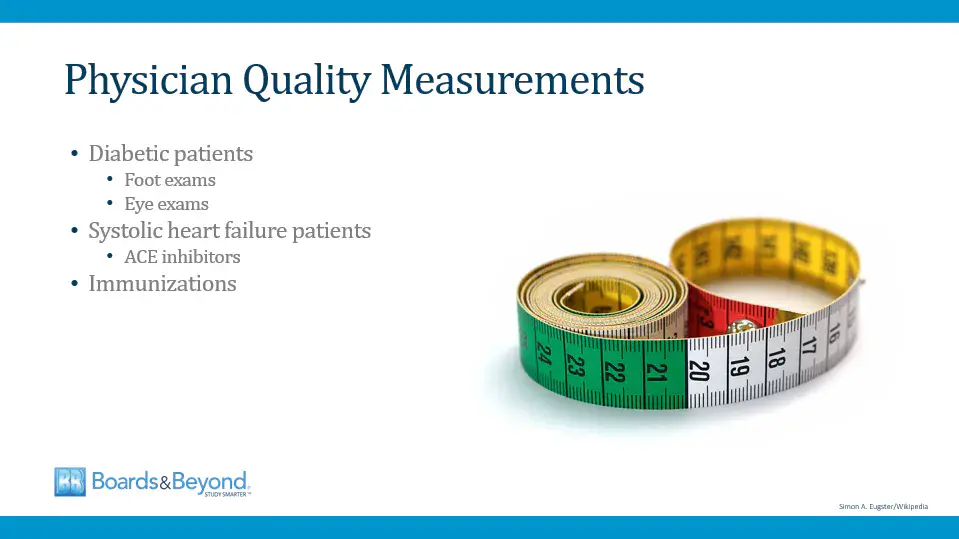 Physician Quality Measurements
• Diabetic patients
• Foot exams
• Eye exams
• Systolic heart failure patients
• ACE inhibitors
• Immunizations
24 23 22 21 20 19 18 17 16
Boards&Beyond®
STUDY SMARTER™
Simon A. Eugster/Wikipedia